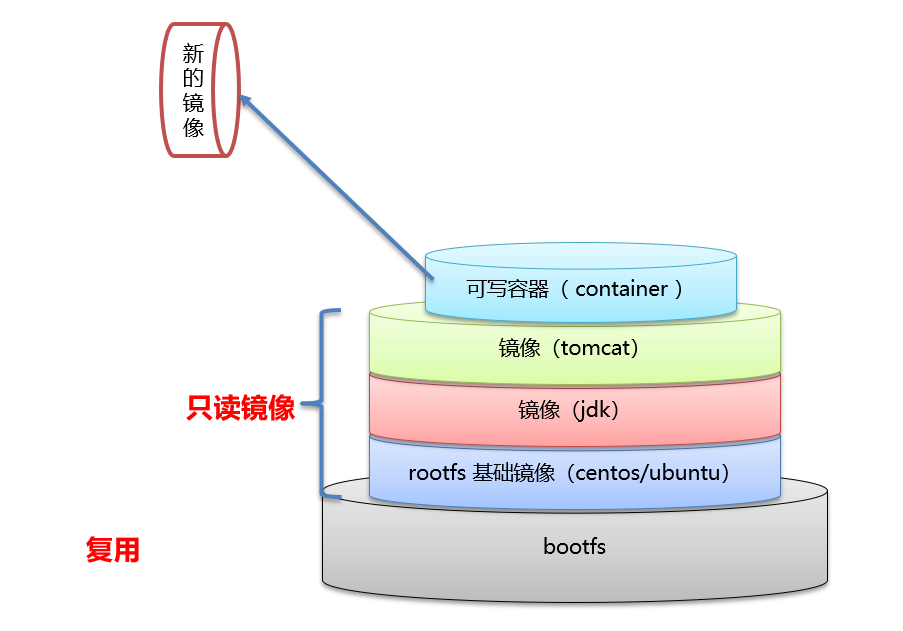 新的镜像
可写容器（ container ）
镜像（tomcat）
镜像（jdk）
只读镜像
rootfs 基础镜像（centos/ubuntu）
复用
bootfs